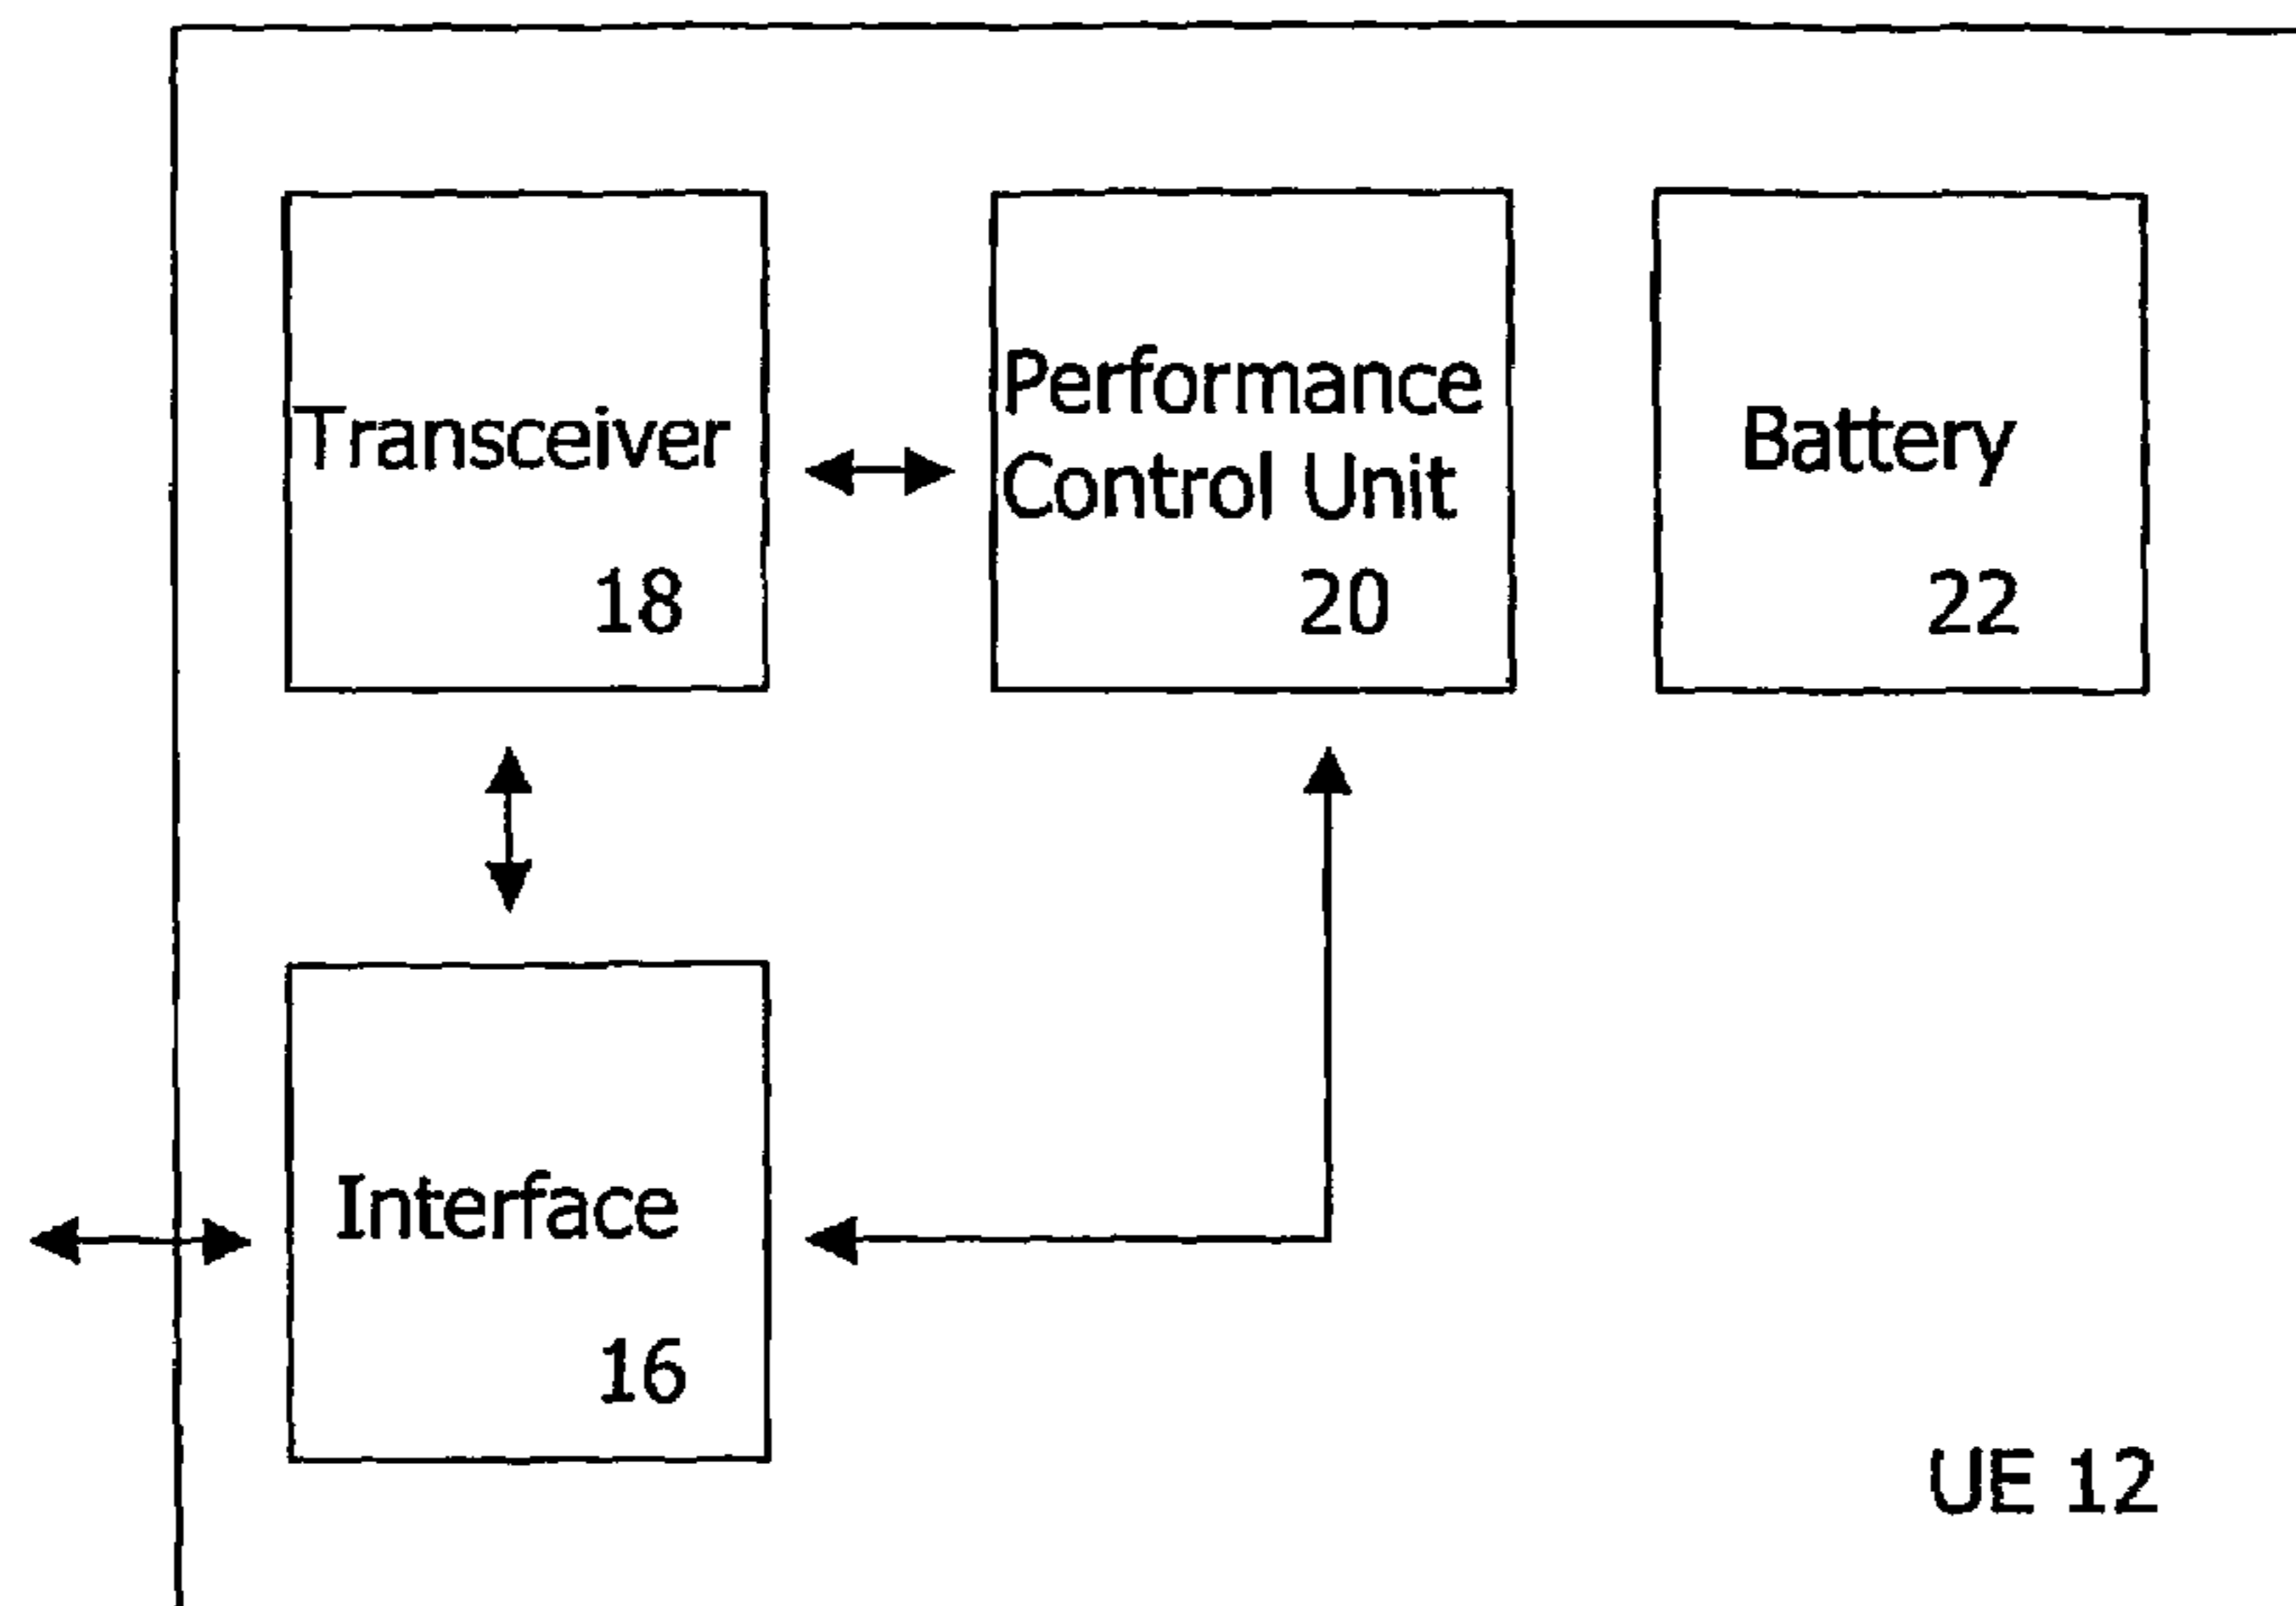 Transceiver
18
Performance
Control Unit
20
Battery
22
Interface
16
UE 12